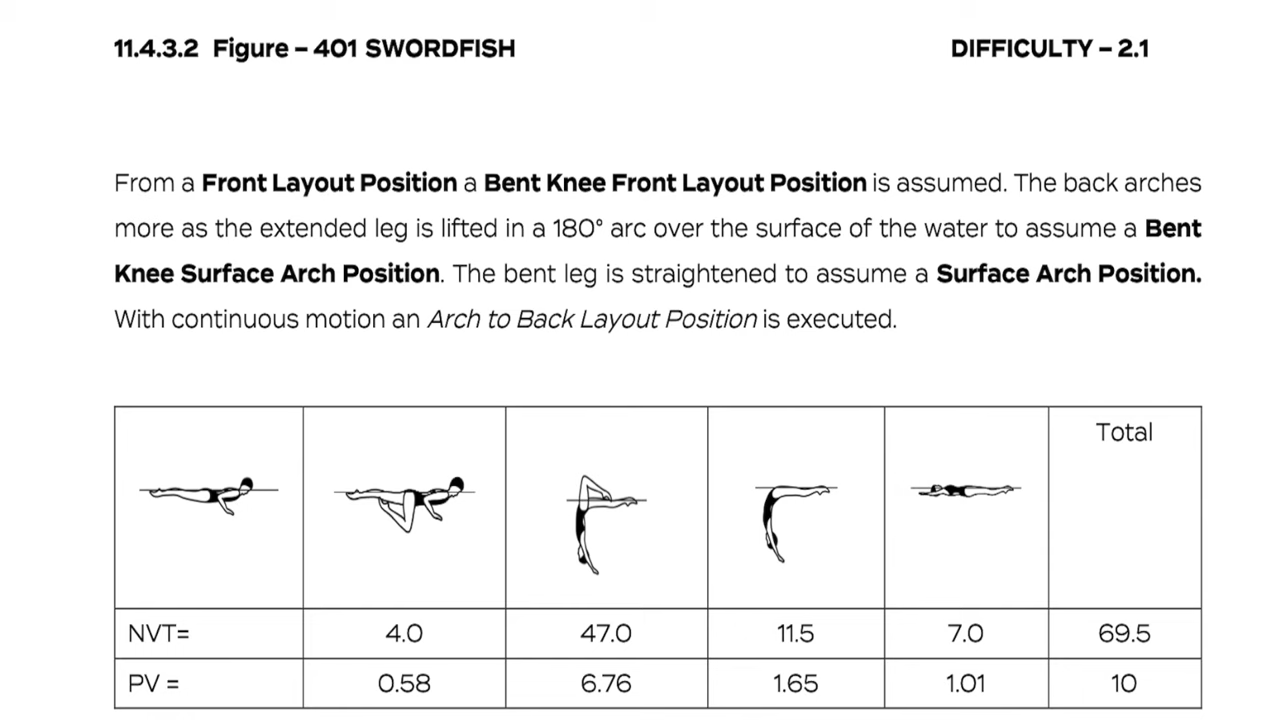 11.4.3.2 Figure – 401 SWORDFISH DIFFICULTY – 2.1
From a Front Layout Position a Bent Knee Front Layout Position is assumed. The back arches
more as the extended leg is lifted in a 180° arc over the surface of the water to assume a Bent
Knee Surface Arch Position. The bent leg is straightened to assume a Surface Arch Position.
With continuous motion an Arch to Back Layout Position is executed.
Total
NVT= 4.0 47.0 11.5 7.0 69.5
PV = 0.58 6.76 1.65 1.01 10